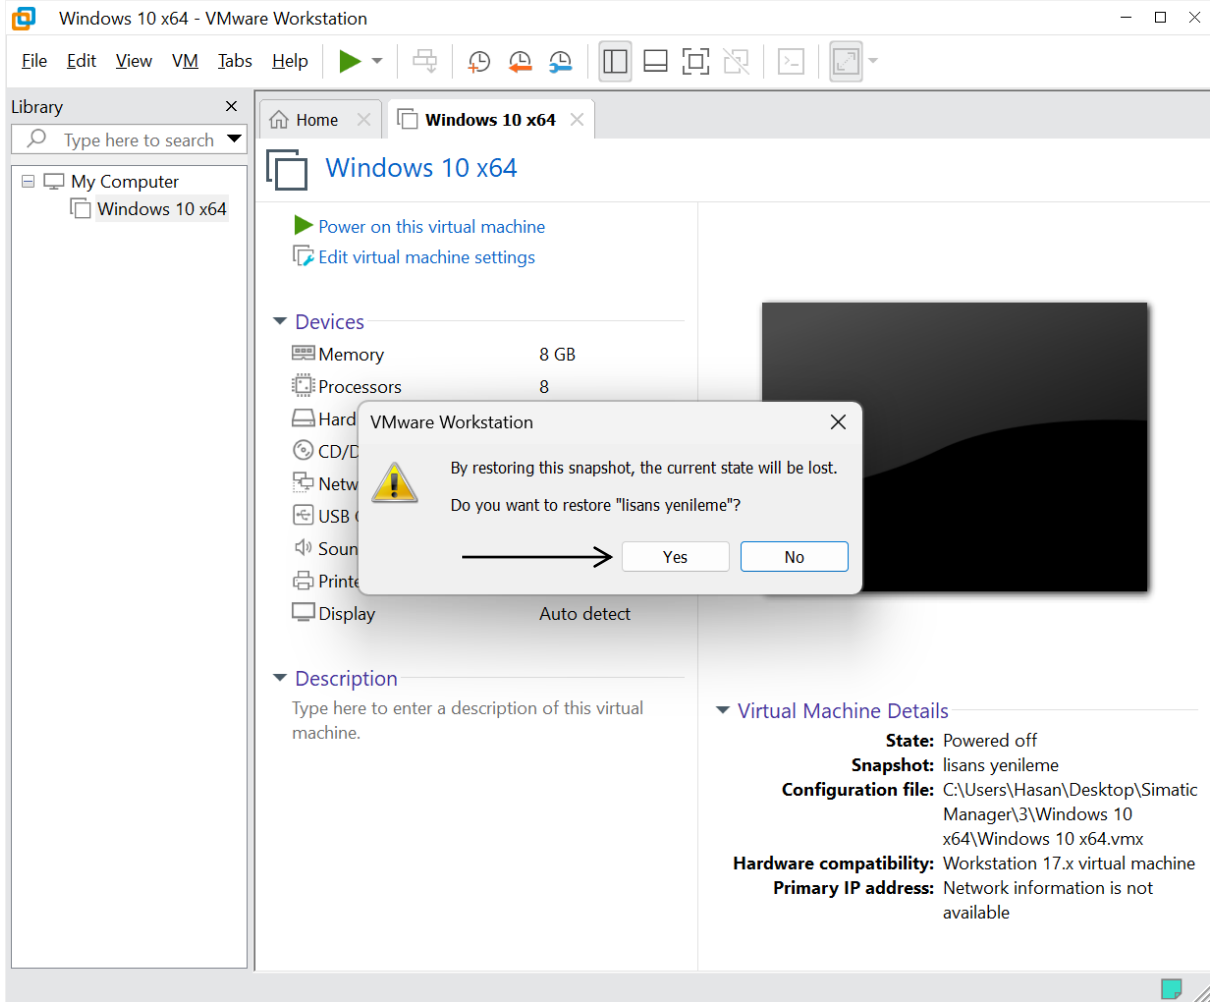 Windows 10 x64 - VMware Workstation
File Edit View VM Tabs Help
Library
Type here to search
My Computer
Windows 10 x64
Home
Windows 10 x64
Windows 10 x64
Power on this virtual machine
Edit virtual machine settings
Devices
Memory 8 GB
Processors 8
Hard
CD/D
Netw
USB
Soun
Printe
Display Auto detect
VMware Workstation
By restoring this snapshot, the current state will be lost.
Do you want to restore "lisans yenileme"?
Yes No
Description
Type here to enter a description of this virtual
machine.
Virtual Machine Details
State: Powered off
Snapshot: lisans yenileme
Configuration file: C:\Users\Hasan\Desktop\Simatic
Manager\3\Windows 10
x64\Windows 10 x64.vmx
Hardware compatibility: Workstation 17.x virtual machine
Primary IP address: Network information is not
available